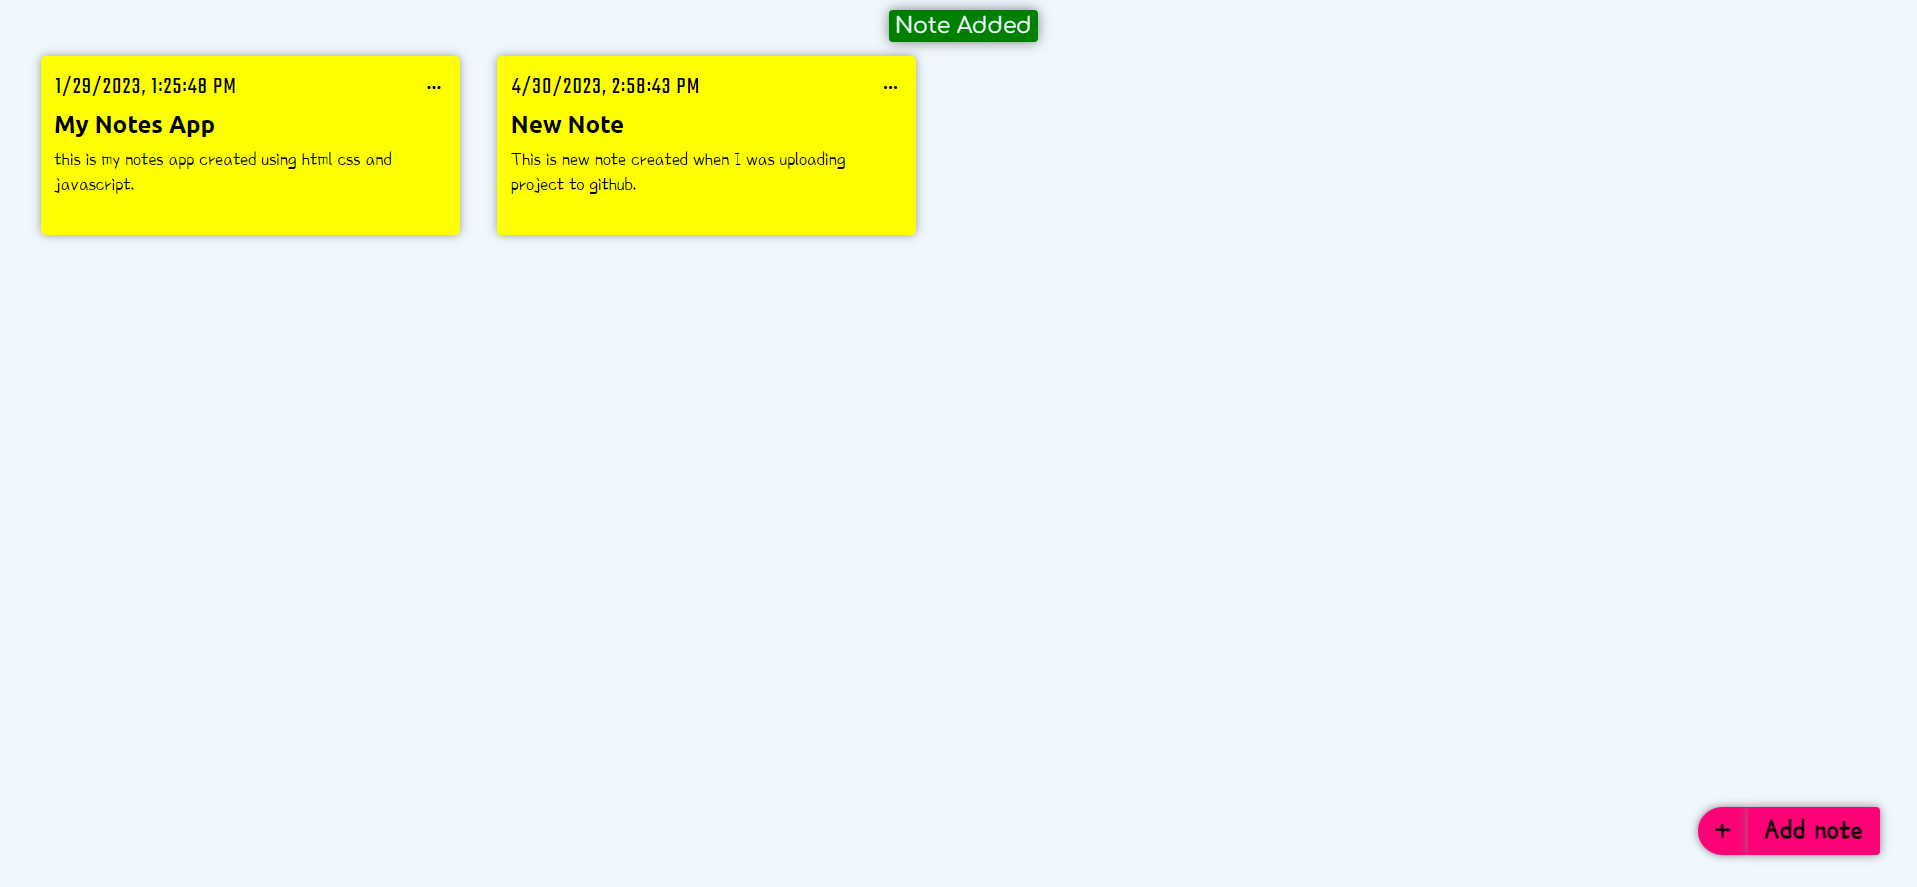 Note Added
1/29/2023, 1:25:48 PM
...
My Notes App
this is my notes app created using html css and
javascript.
4/30/2023, 2:58:43 PM
...
New Note
This is new note created when I was uploading
project to github.
+ Add note